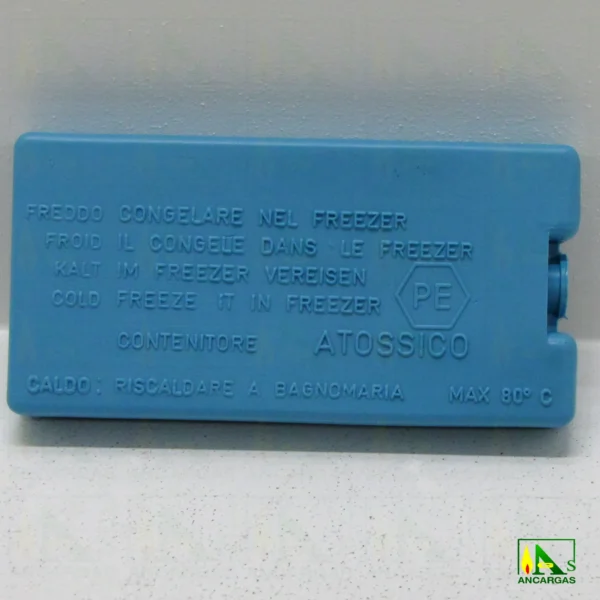 FREDDO CONGELARE NEL FREEZER
FROID IL CONGELE DANS LE FREEZER
KALT IM FREEZER VEREISEN
COLD FREEZE IT IN FREEZER
PE
CONTENITORE ATOSSICO
CALDO: RISCALDARE A BAGNOMARIA MAX 80° C
AS
ANCARGAS